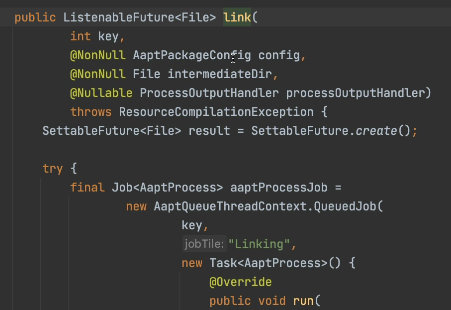 public ListenableFuture<File> link(
int key,
@NonNull AaptPackageConfig config,
@NonNull File intermediateDir,
@Nullable ProcessOutputHandler processOutputHandler)
throws ResourceCompilationException {
SettableFuture<File> result = SettableFuture.create();
try {
final Job<AaptProcess> aaptProcessJob =
new AaptQueueThreadContext.QueuedJob(
key,
jobTile: "Linking",
new Task<AaptProcess>() {
@Override
public void run(